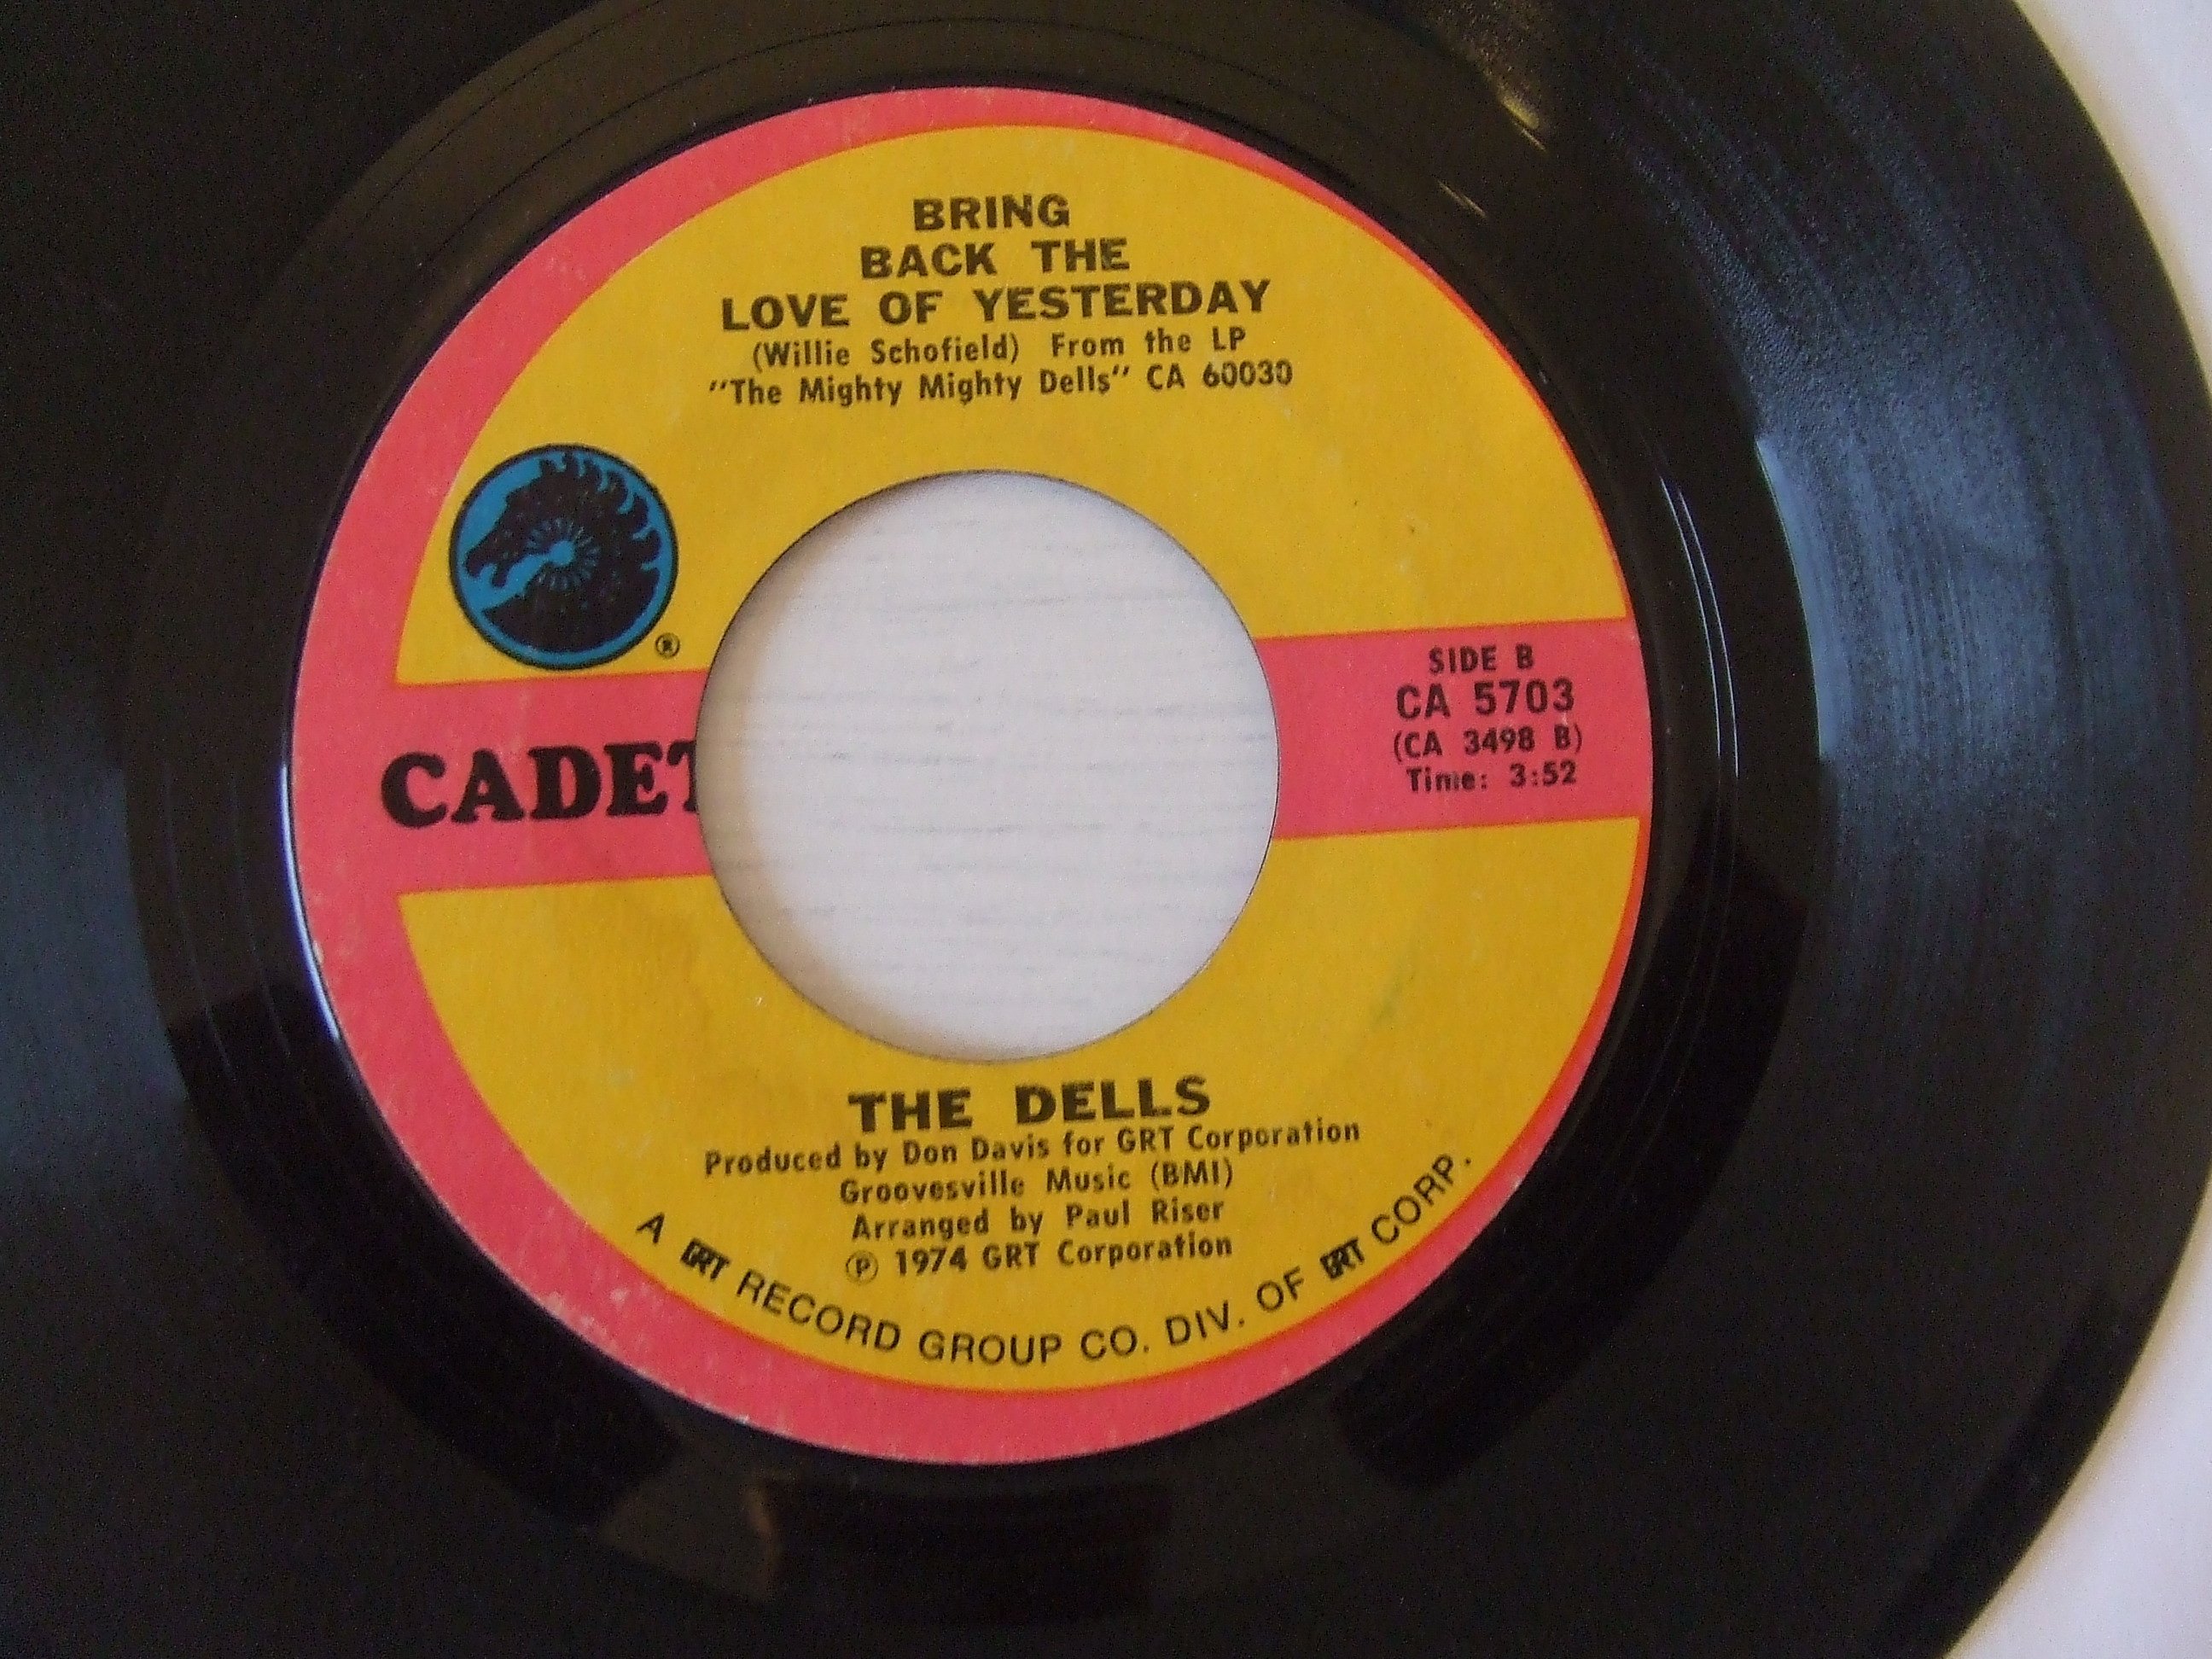 BRING
BACK THE
LOVE OF YESTERDAY
(Willie Schofield) From the LP
"The Mighty Mighty Dells" CA 60030
®
CADET
SIDE B
CA 5703
(CA 3498 B)
Time: 3:52
THE DELLS
Produced by Don Davis for GRT Corporation
Groovesville Music (BMI)
Arranged by Paul Riser
℗ 1974 GRT Corporation
A GRT RECORD GROUP CO. DIV. OF GRT CORP.